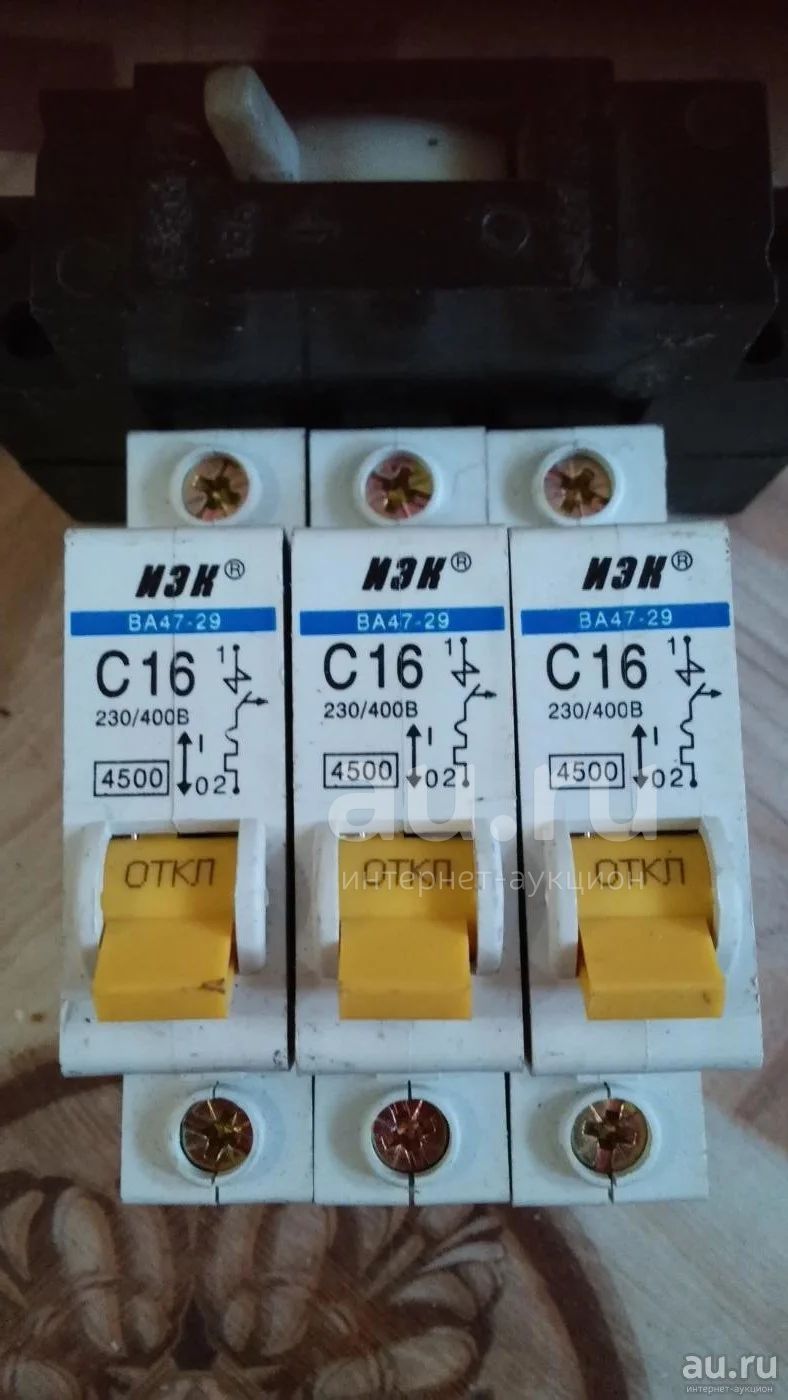 ИЭК®
ВА47-29
C16
1
230/400В
I
4500
O 2
ОТКЛ
ИЭК®
ВА47-29
C16
1
230/400В
I
4500
O 2
ОТКЛ
ИЭК®
ВА47-29
C16
1
230/400В
I
4500
O 2
ОТКЛ
au.ru
интернет-аукцион
au.ru
интернет-аукцион